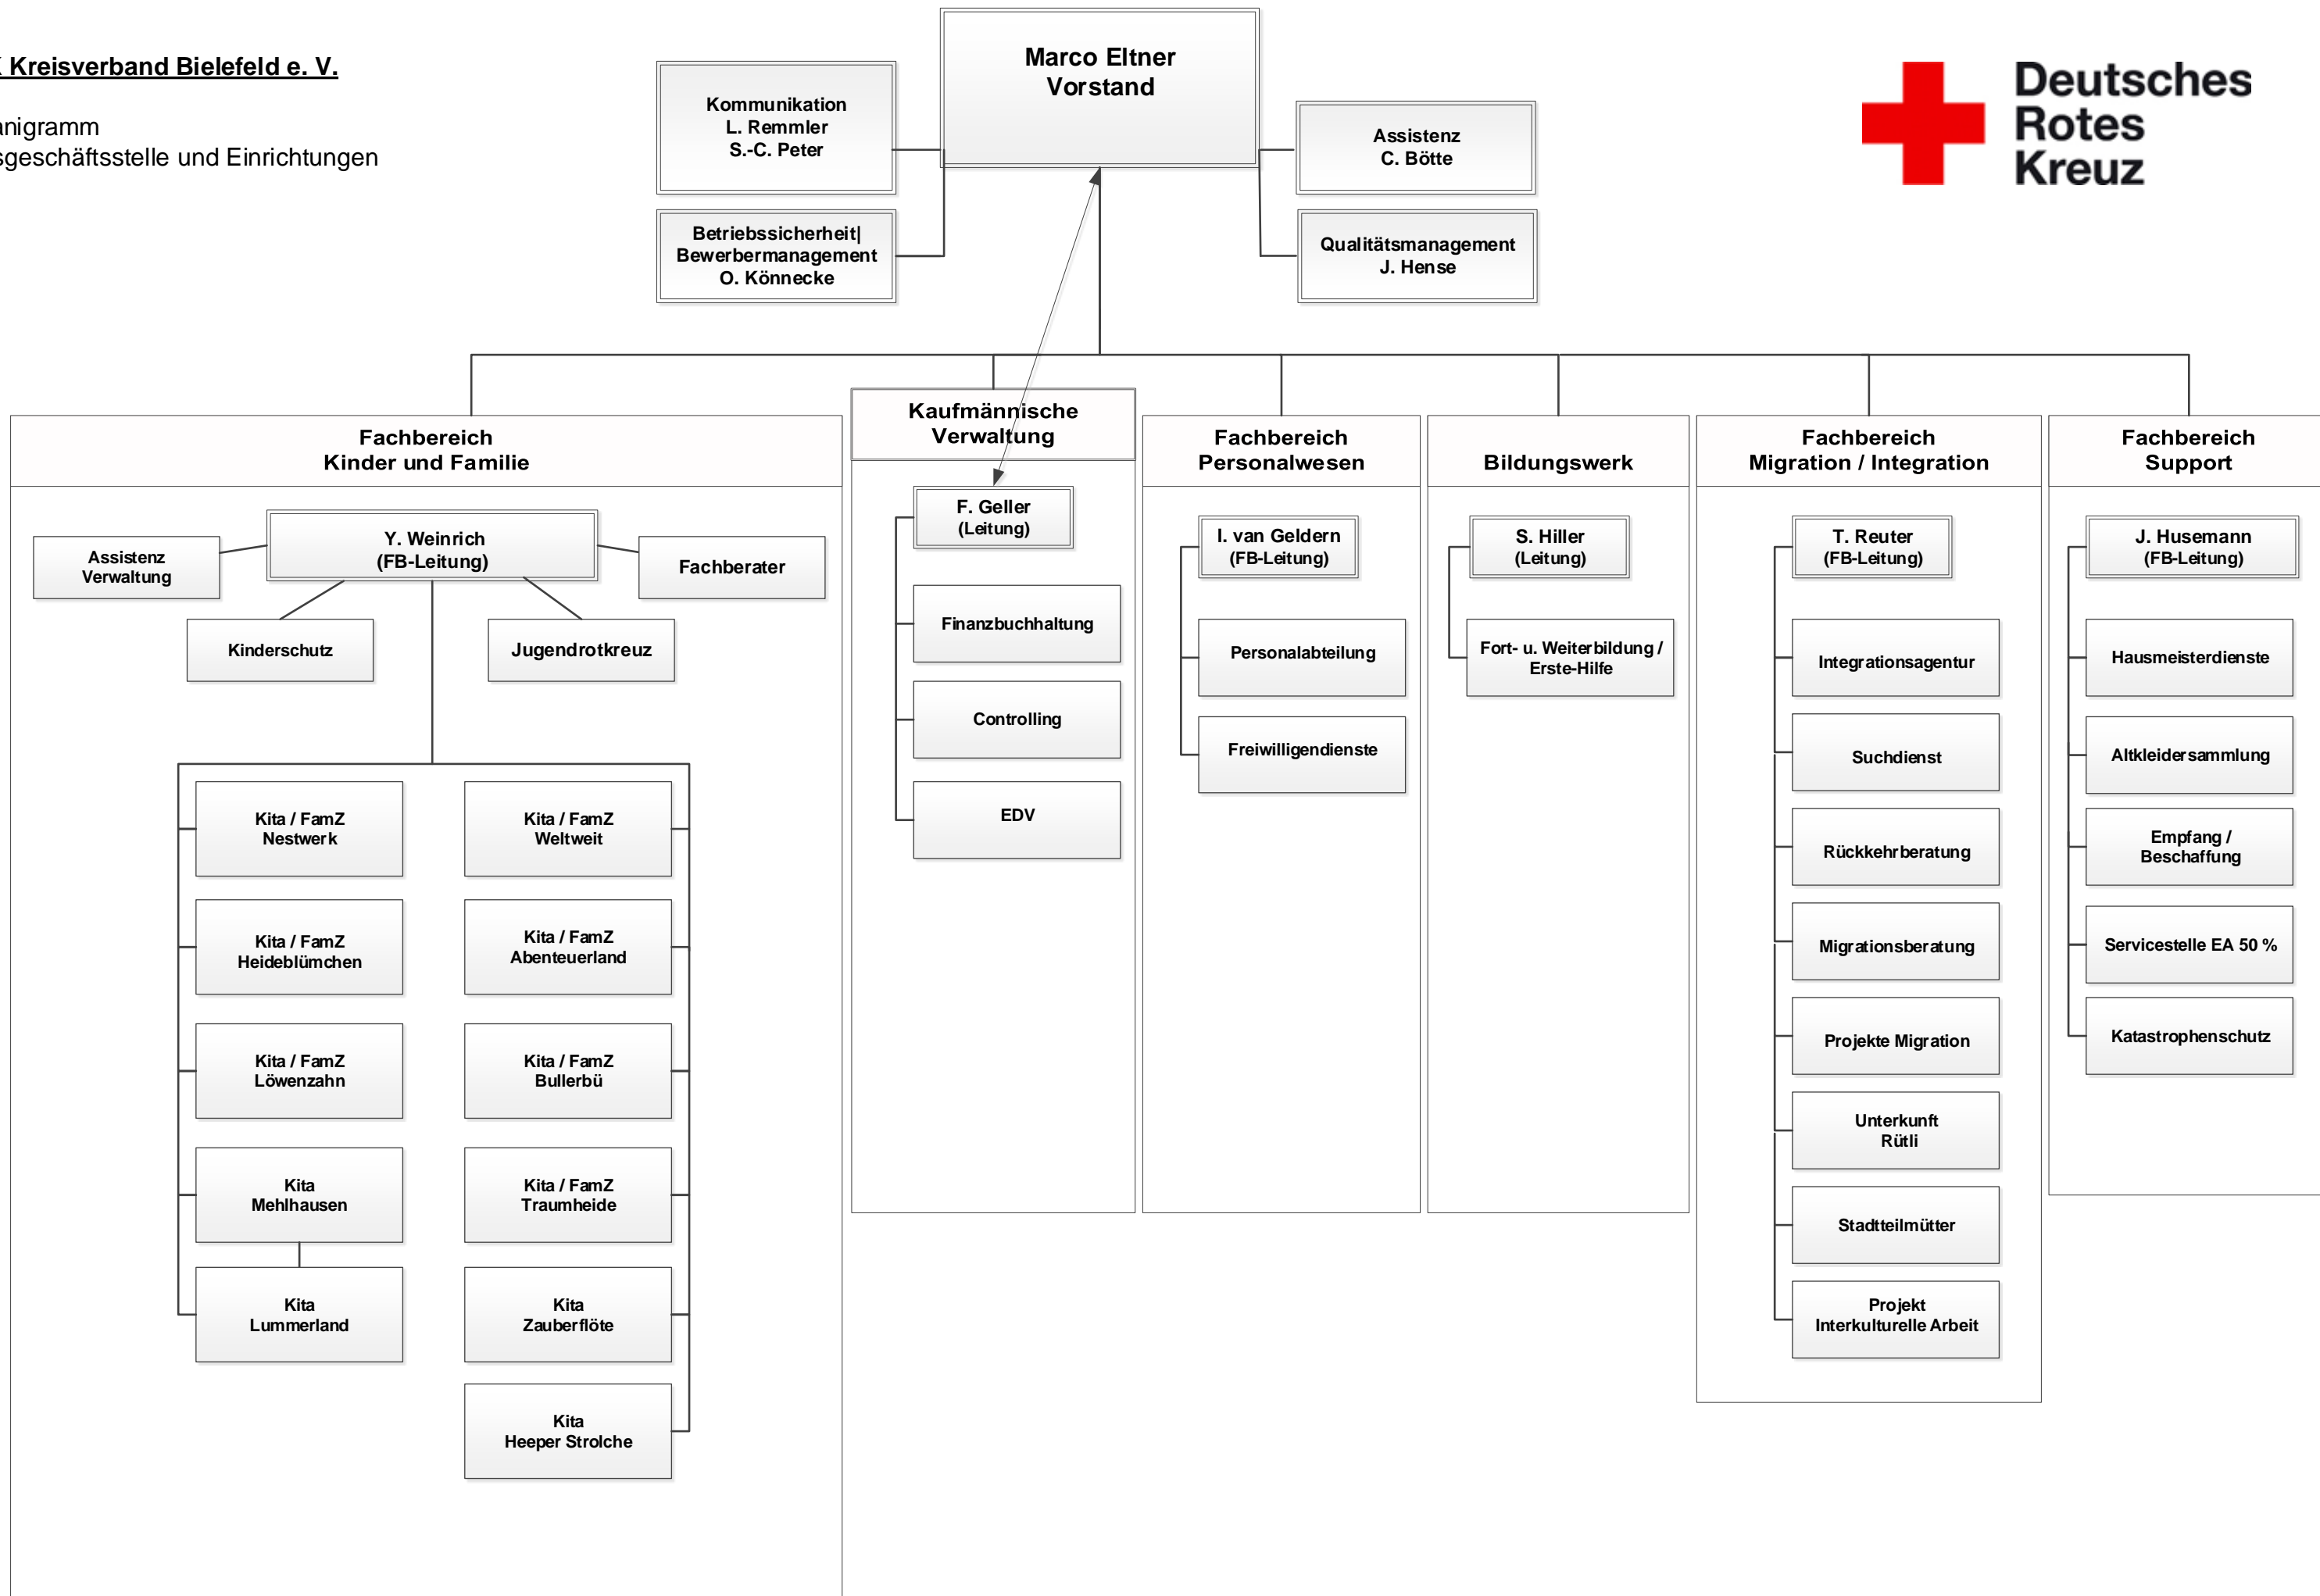 Kreisverband Bielefeld e. V.
anigramm
sgeschäftsstelle und Einrichtungen
Marco Eltner
Vorstand
Kommunikation
L. Remmler
S.-C. Peter
Assistenz
C. Bötte
Betriebssicherheit|
Bewerbermanagement
O. Könnecke
Qualitätsmanagement
J. Hense
Deutsches
Rotes
Kreuz
Fachbereich
Kinder und Familie
Y. Weinrich
(FB-Leitung)
Assistenz
Verwaltung
Fachberater
Kinderschutz
Jugendrotkreuz
Kita / FamZ
Nestwerk
Kita / FamZ
Weltweit
Kita / FamZ
Heideblümchen
Kita / FamZ
Abenteuerland
Kita / FamZ
Löwenzahn
Kita / FamZ
Bullerbü
Kita
Mehlhausen
Kita / FamZ
Traumheide
Kita
Lummerland
Kita
Zauberflöte
Kita
Heeper Strolche
Kaufmännische
Verwaltung
F. Geller
(Leitung)
Finanzbuchhaltung
Controlling
EDV
Fachbereich
Personalwesen
I. van Geldern
(FB-Leitung)
Personalabteilung
Freiwilligendienste
Bildungswerk
S. Hiller
(Leitung)
Fort- u. Weiterbildung /
Erste-Hilfe
Fachbereich
Migration / Integration
T. Reuter
(FB-Leitung)
Integrationsagentur
Suchdienst
Rückkehrberatung
Migrationsberatung
Projekte Migration
Unterkunft
Rütli
Stadtteilmütter
Projekt
Interkulturelle Arbeit
Fachbereich
Support
J. Husemann
(FB-Leitung)
Hausmeisterdienste
Altkleidersammlung
Empfang /
Beschaffung
Servicestelle EA 50 %
Katastrophenschutz